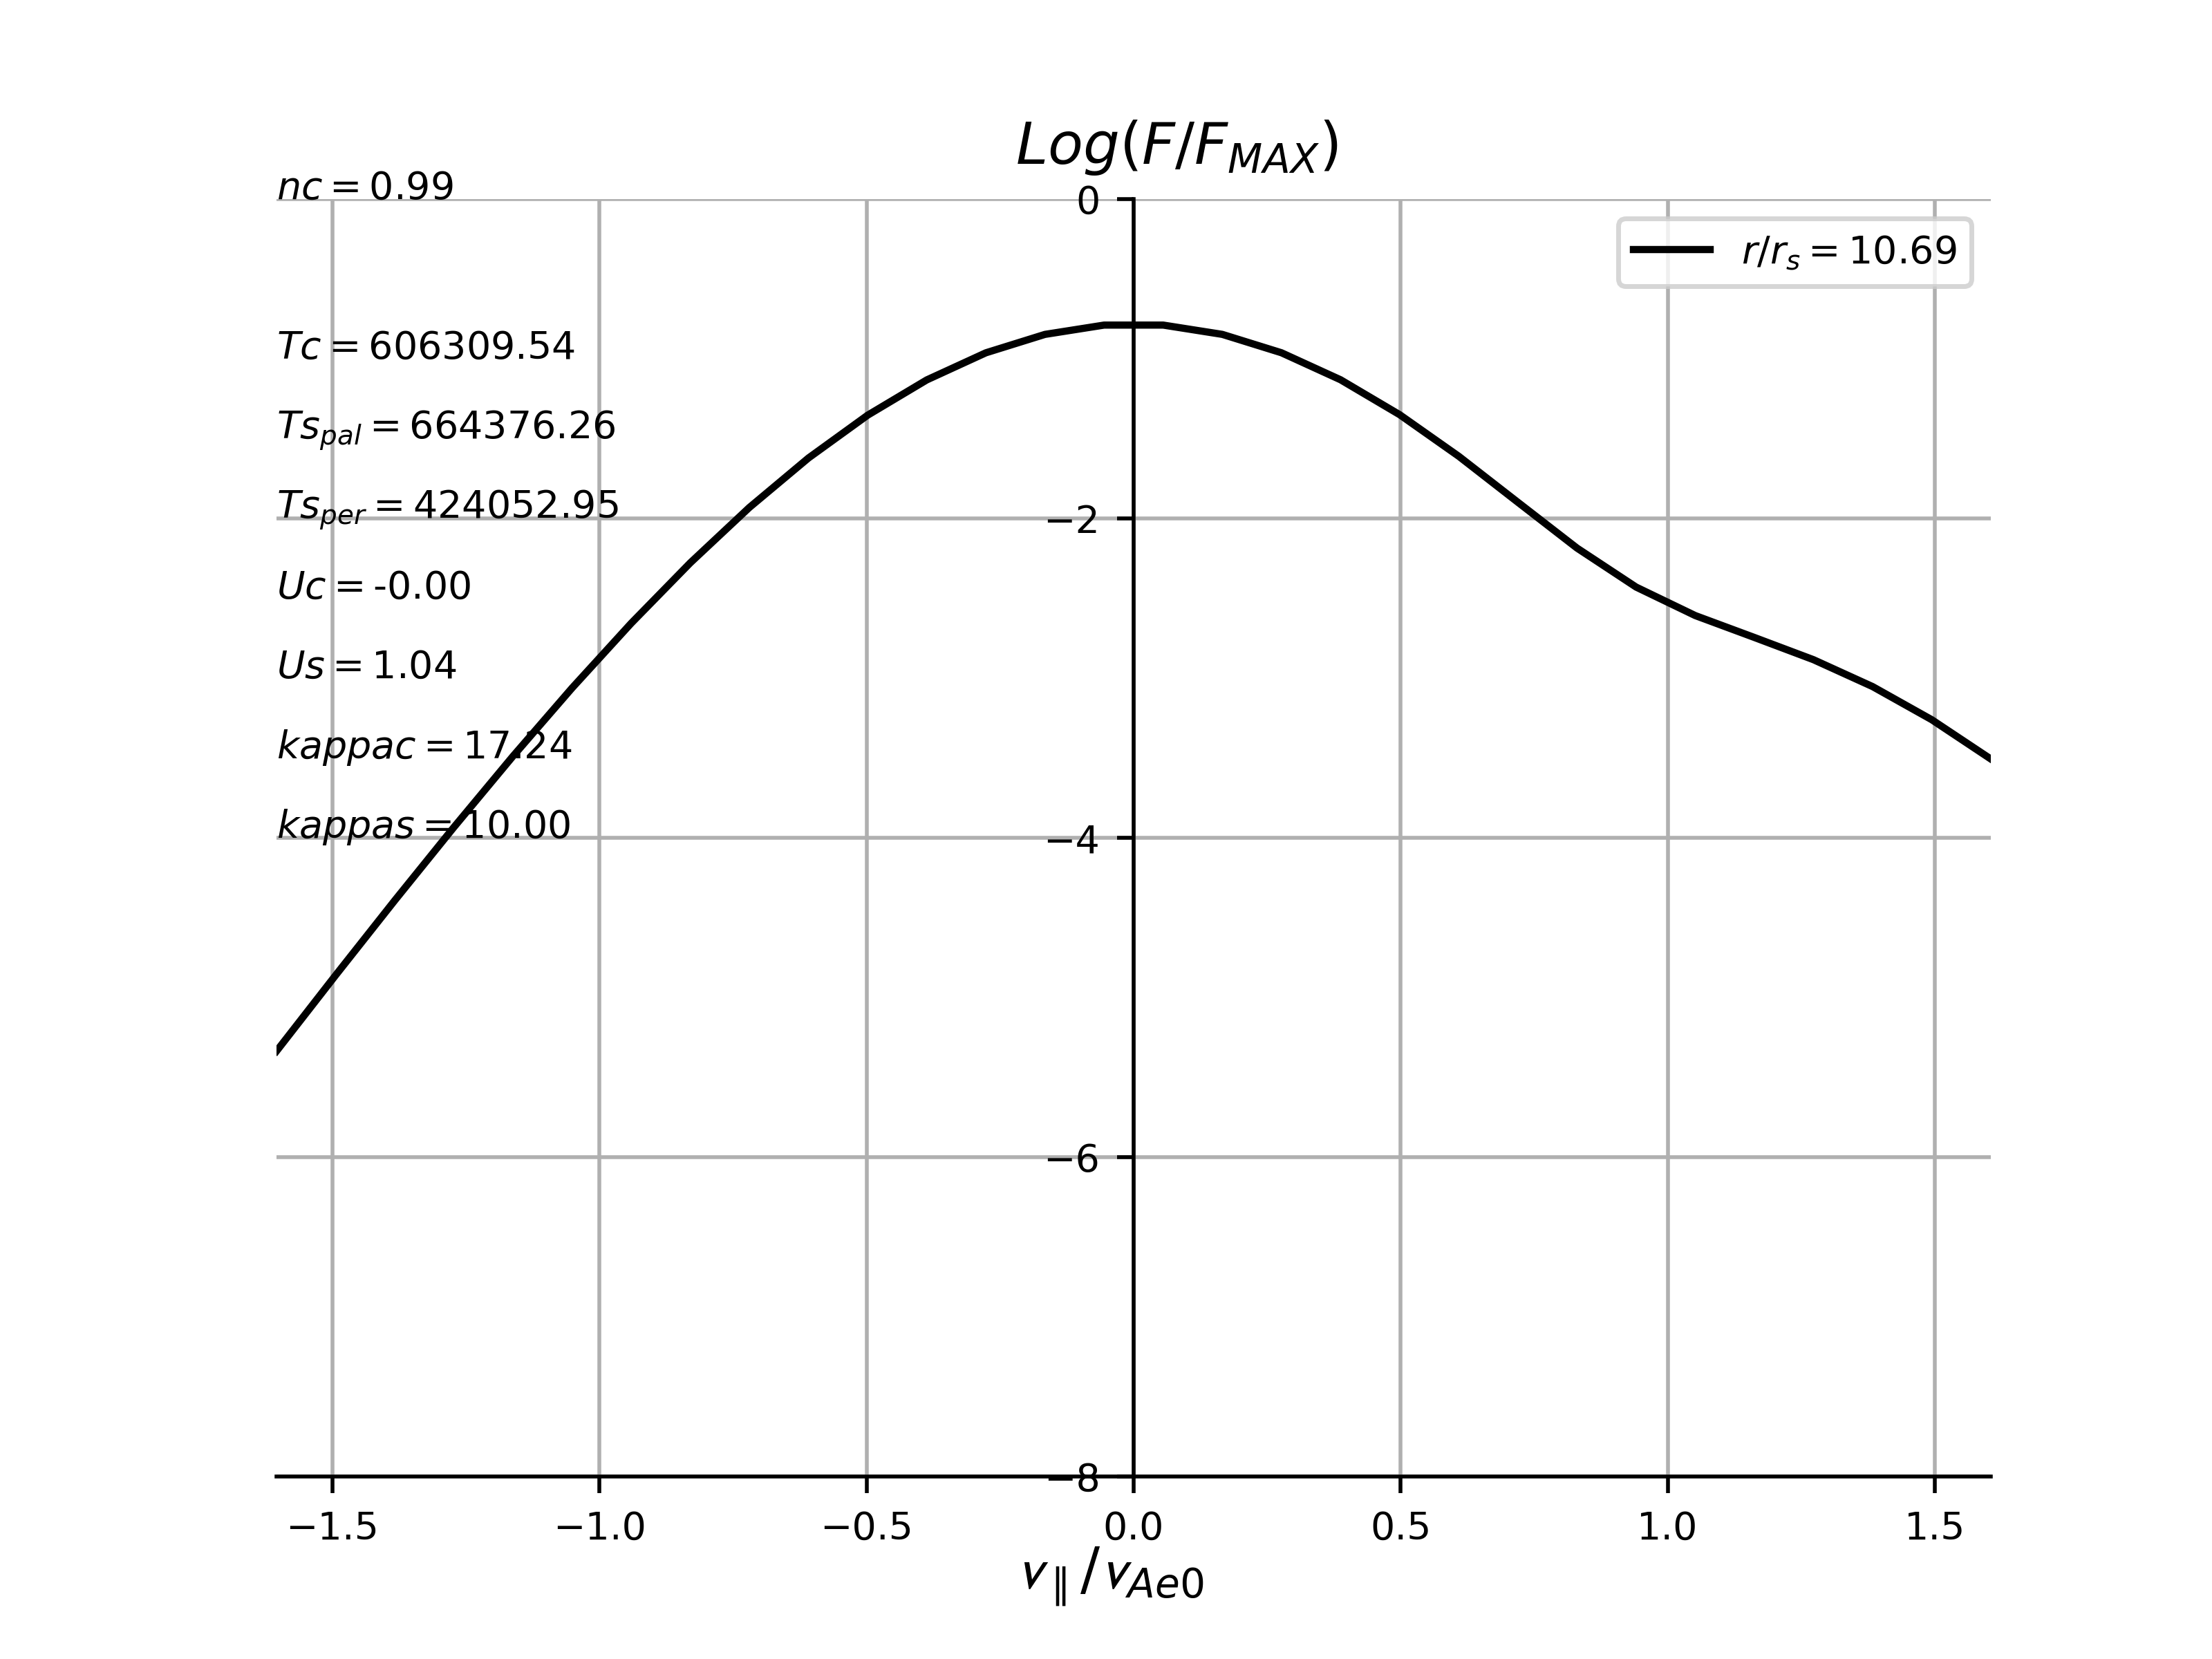 Log(F/F_MAX)
nc = 0.99
r/r_s = 10.69
Tc = 606309.54
Ts_pal = 664376.26
Ts_per = 424052.95
Uc = -0.00
Us = 1.04
kappac = 17.24
kappas = 10.00
0
−2
−4
−6
−8
−1.5 −1.0 −0.5 0.0 0.5 1.0 1.5
v_∥/v_Ae0